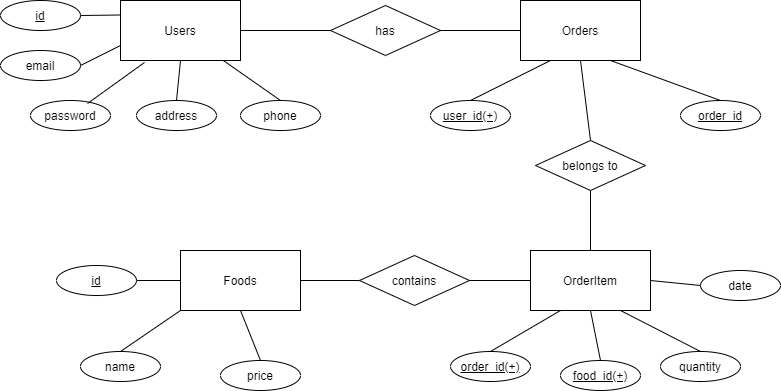 id
Users
has
Orders
email
password
address
phone
user_id(+)
order_id
belongs to
id
Foods
contains
OrderItem
date
name
price
order_id(+)
food_id(+)
quantity